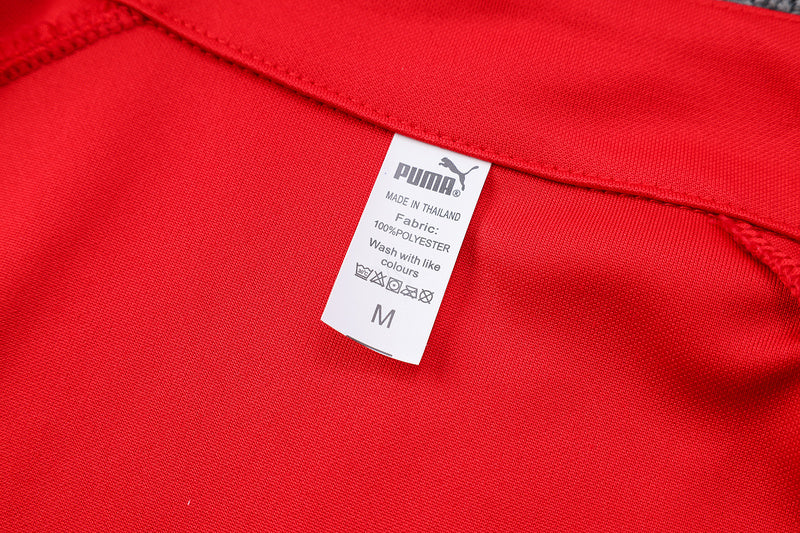 PUMA®
MADE IN THAILAND
Fabric:
100%POLYESTER
Wash with like
colours
M